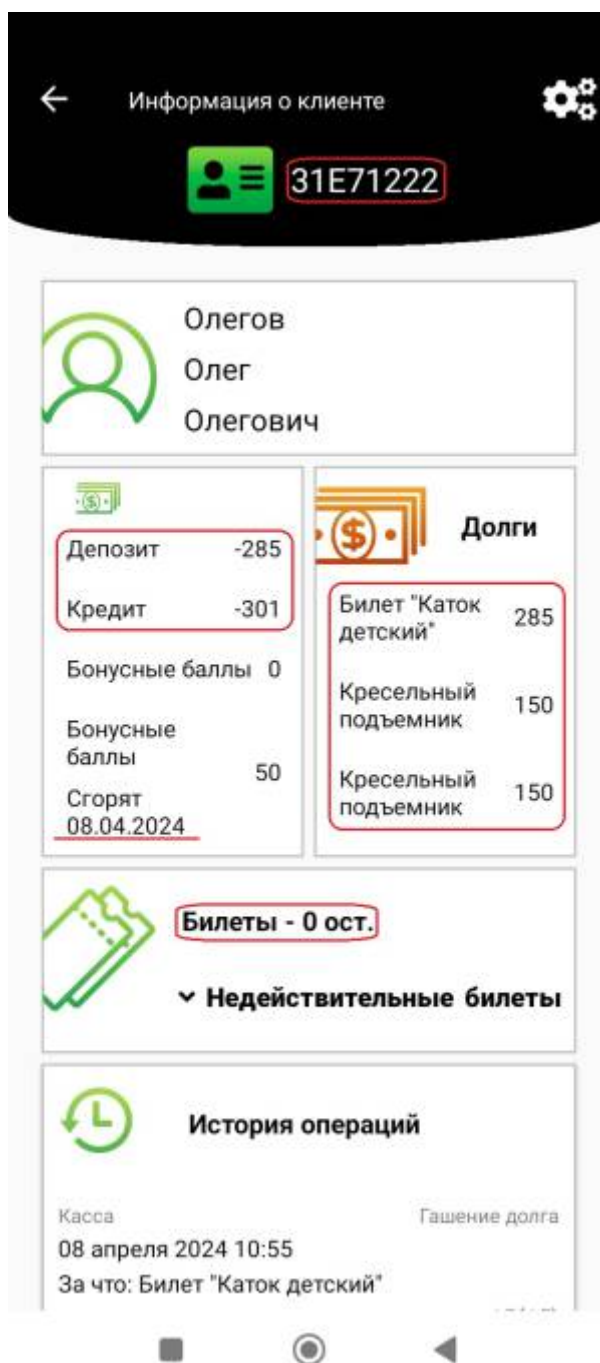 Информация о клиенте
31E71222
Олегов
Олег
Олегович
Депозит -285
Кредит -301
Бонусные баллы 0
Бонусные
баллы
50
Сгорят
08.04.2024
Долги
Билет "Каток
детский" 285
Кресельный
подъемник 150
Кресельный
подъемник 150
Билеты - 0 ост.
Недействительные билеты
История операций
Касса Гашение долга
08 апреля 2024 10:55
За что: Билет "Каток детский"